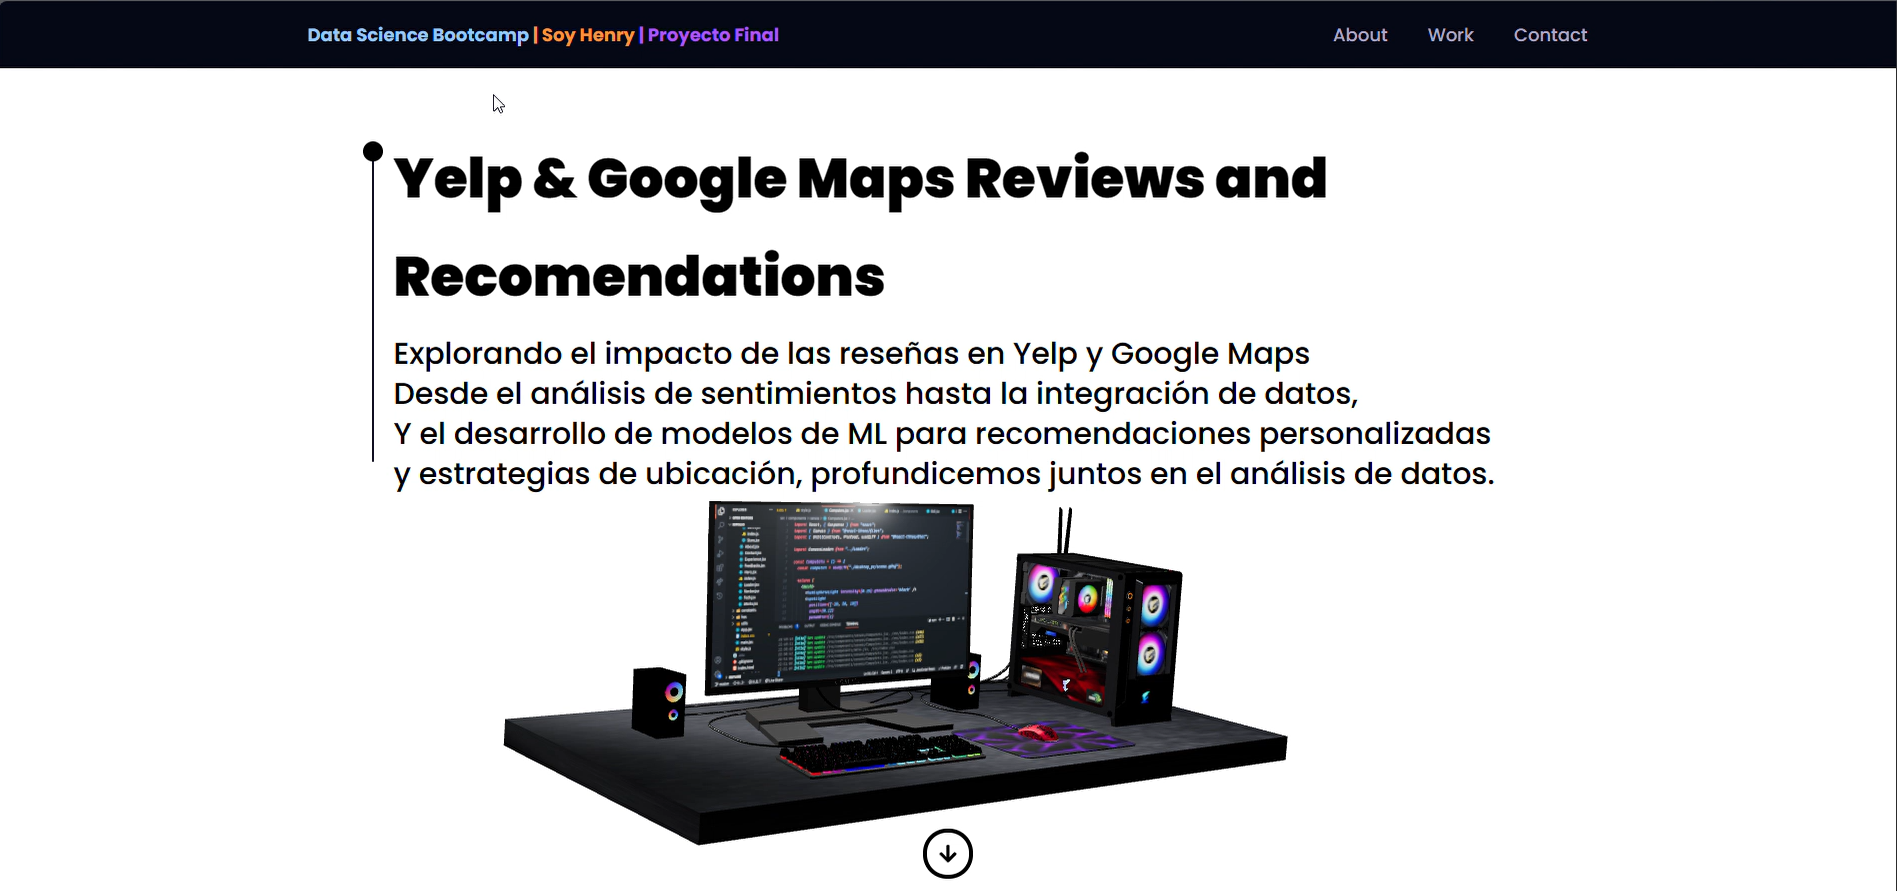 Data Science Bootcamp | Soy Henry | Proyecto Final
About Work Contact
Yelp & Google Maps Reviews and
Recomendations
Explorando el impacto de las reseñas en Yelp y Google Maps
Desde el análisis de sentimientos hasta la integración de datos,
Y el desarrollo de modelos de ML para recomendaciones personalizadas
y estrategias de ubicación, profundicemos juntos en el análisis de datos.